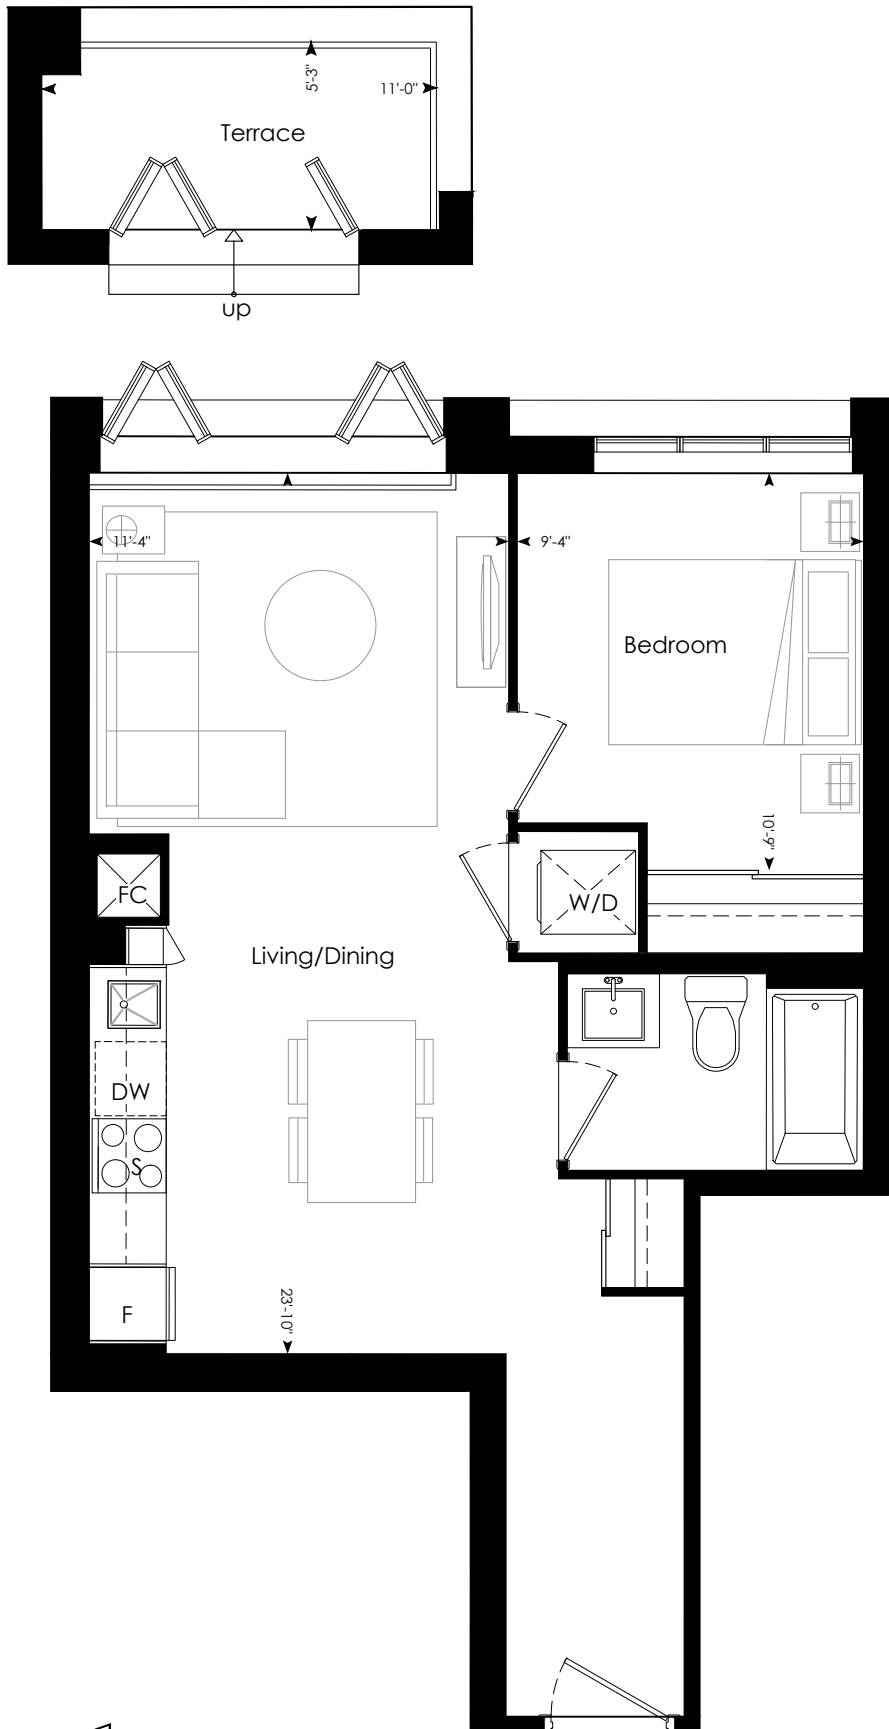 5'-3"
11'-0"
Terrace
up
11'-4"
9'-4"
Bedroom
10'-9"
FC
W/D
Living/Dining
DW
S
F
23'-10"